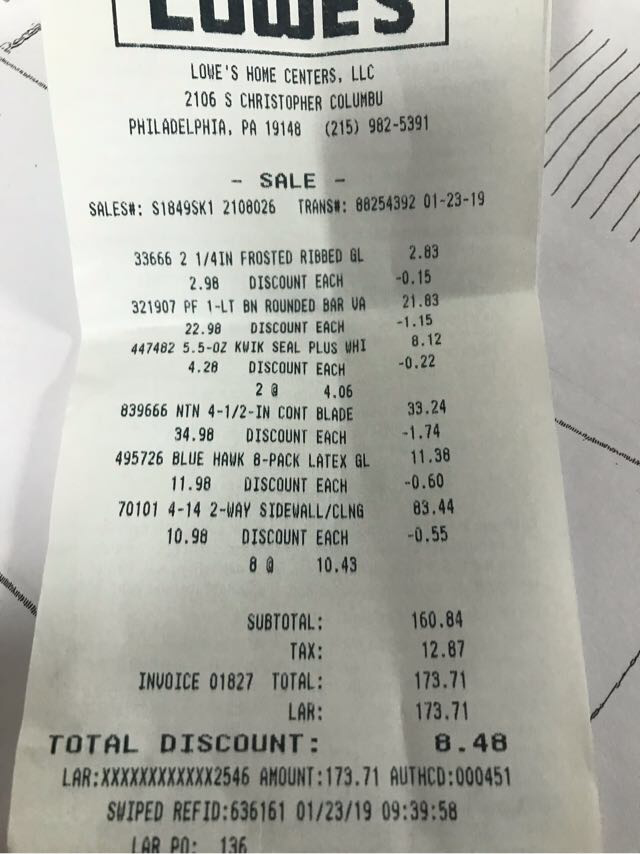 LOWE'S
LOWE'S HOME CENTERS, LLC
2106 S CHRISTOPHER COLUMBU
PHILADELPHIA, PA 19148 (215) 982-5391
- SALE -
SALES#: S1849SK1 2108026 TRANS#: 88254392 01-23-19
33666 2 1/4IN FROSTED RIBBED GL 2.83
2.98 DISCOUNT EACH -0.15
321907 PF 1-LT BN ROUNDED BAR VA 21.83
22.98 DISCOUNT EACH -1.15
447482 5.5-OZ KWIK SEAL PLUS WHI 8.12
4.28 DISCOUNT EACH -0.22
2 @ 4.06
839666 NTN 4-1/2-IN CONT BLADE 33.24
34.98 DISCOUNT EACH -1.74
495726 BLUE HAWK 8-PACK LATEX GL 11.38
11.98 DISCOUNT EACH -0.60
70101 4-14 2-WAY SIDEWALL/CLNG 83.44
10.98 DISCOUNT EACH -0.55
8 @ 10.43
SUBTOTAL: 160.84
TAX: 12.87
INVOICE 01827 TOTAL: 173.71
LAR: 173.71
TOTAL DISCOUNT: 8.48
LAR:XXXXXXXXXXXX2546 AMOUNT:173.71 AUTHCD:000451
SWIPED REFID:636161 01/23/19 09:39:58
LAR PO: 136